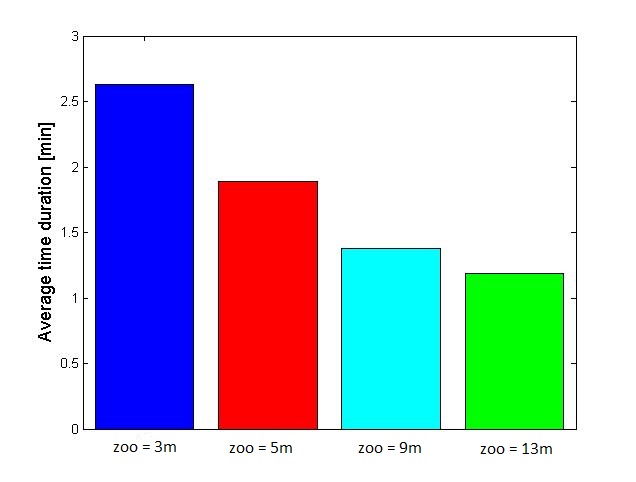 3
2.5
2
1.5
1
0.5
0
Average time duration [min]
zoo = 3m
zoo = 5m
zoo = 9m
zoo = 13m